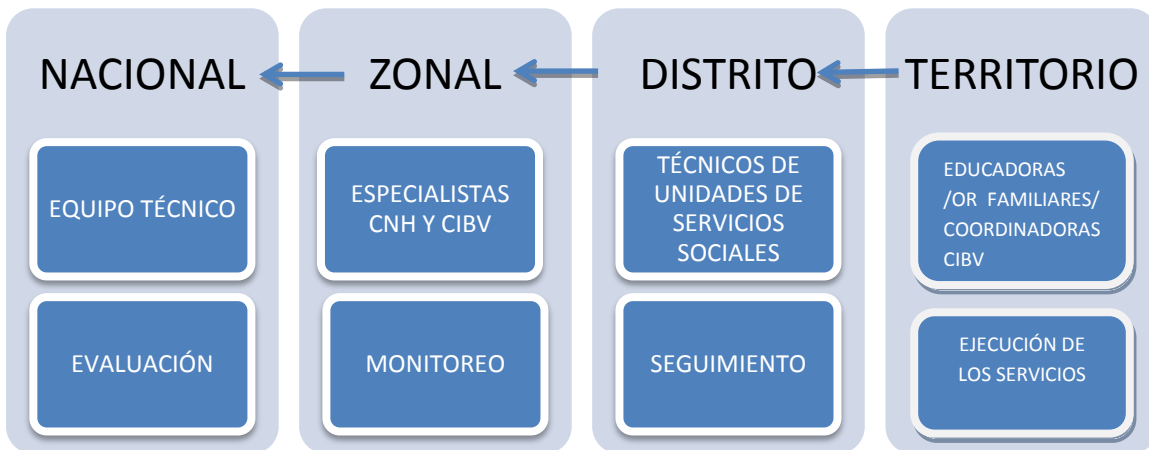 NACIONAL
EQUIPO TÉCNICO
EVALUACIÓN
ZONAL
ESPECIALISTAS
CNH Y CIBV
MONITOREO
DISTRITO
TÉCNICOS DE
UNIDADES DE
SERVICIOS
SOCIALES
SEGUIMIENTO
TERRITORIO
EDUCADORAS
/OR FAMILIARES/
COORDINADORAS
CIBV
EJECUCIÓN DE
LOS SERVICIOS